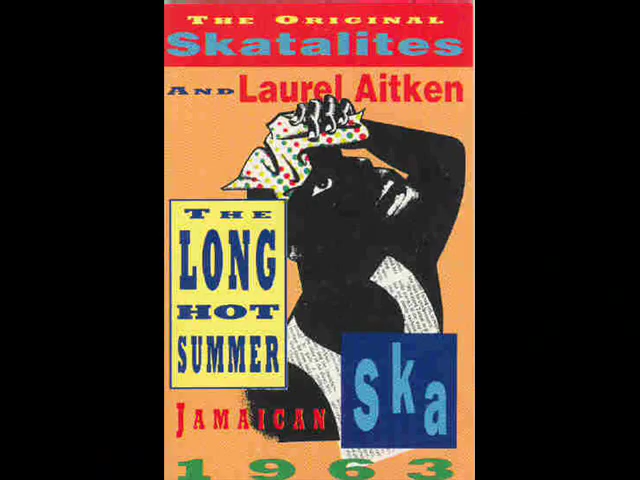 THE ORIGINAL
Skatalites
AND Laurel Aitken
THE
LONG
HOT
SUMMER
JAMAICAN
Ska
1963